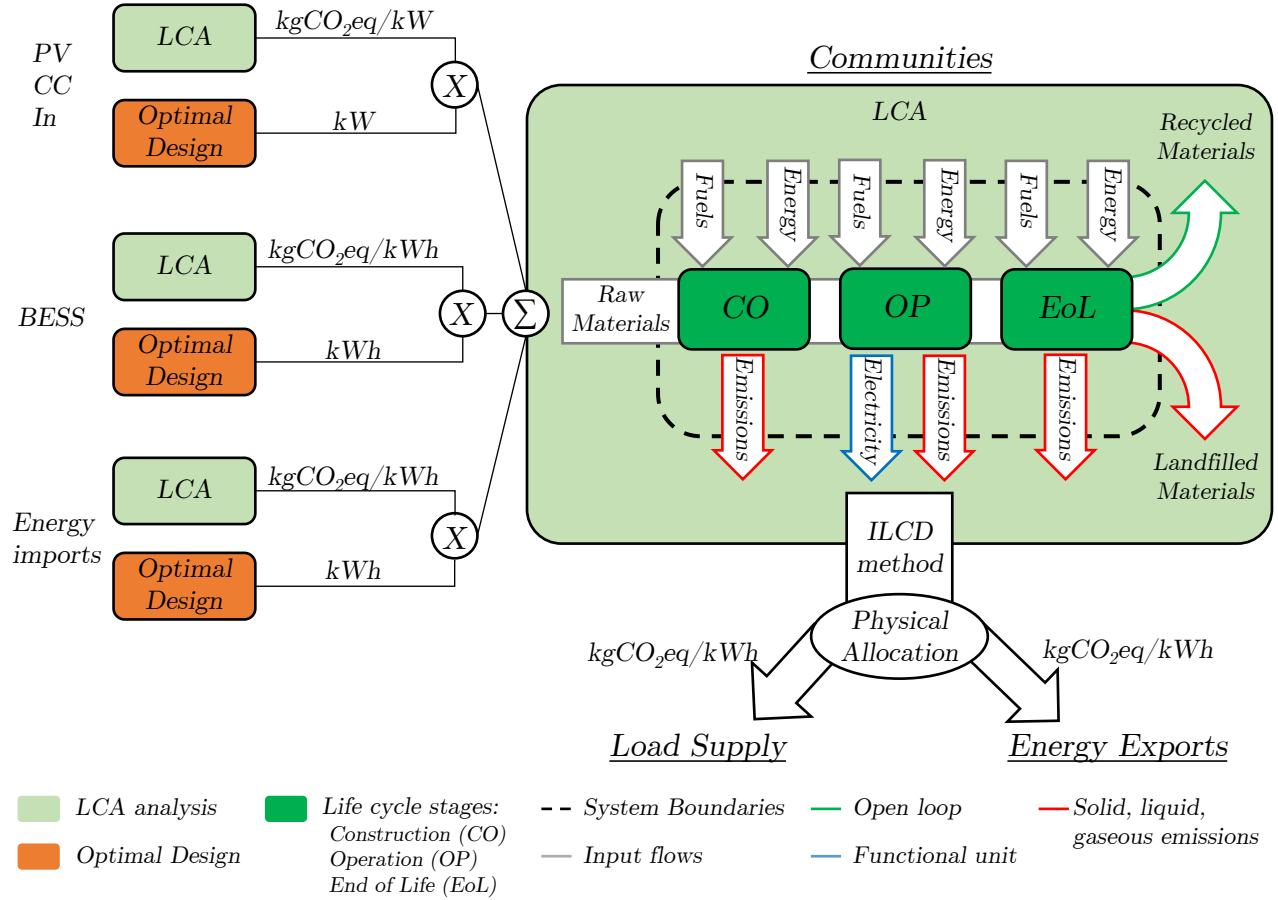 PV
CC
In
LCA
kgCO₂eq/kW
X
Optimal
Design
kW
BESS
LCA
kgCO₂eq/kWh
X
Σ
Optimal
Design
kWh
Energy
imports
LCA
kgCO₂eq/kWh
X
Optimal
Design
kWh
Communities
LCA
Recycled
Materials
Fuels
Energy
Fuels
Energy
Fuels
Energy
Raw
Materials
CO
OP
EoL
Emissions
Electricity
Emissions
Emissions
Landfilled
Materials
ILCD
method
Physical
Allocation
kgCO₂eq/kWh
kgCO₂eq/kWh
Load Supply
Energy Exports
LCA analysis
Optimal Design
Life cycle stages:
Construction (CO)
Operation (OP)
End of Life (EoL)
System Boundaries
Input flows
Open loop
Functional unit
Solid, liquid,
gaseous emissions